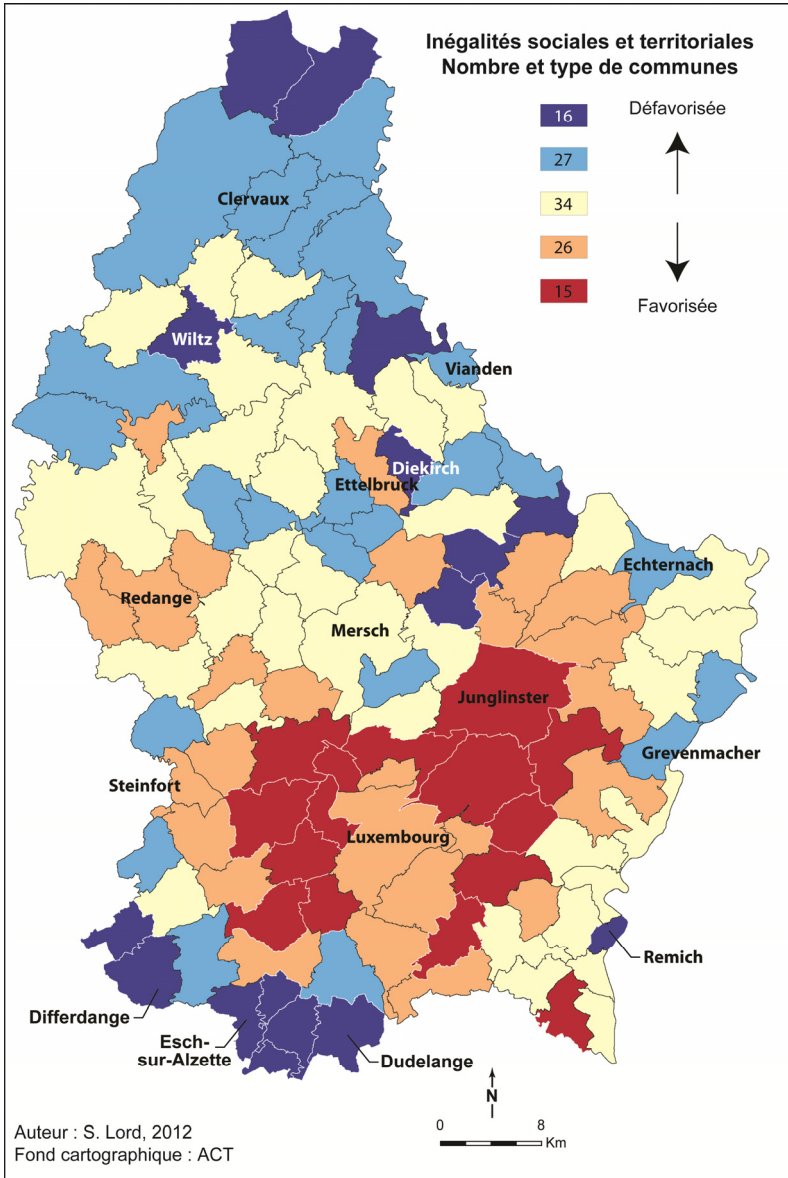 Inégalités sociales et territoriales
Nombre et type de communes
16
Défavorisée
27
34
26
15
Favorisée
Clervaux
Wiltz
Vianden
Diekirch
Ettelbruck
Echternach
Redange
Mersch
Junglinster
Grevenmacher
Steinfort
Luxembourg
Remich
Differdange
Esch-
sur-Alzette
Dudelange
N
0 8
Km
Auteur : S. Lord, 2012
Fond cartographique : ACT